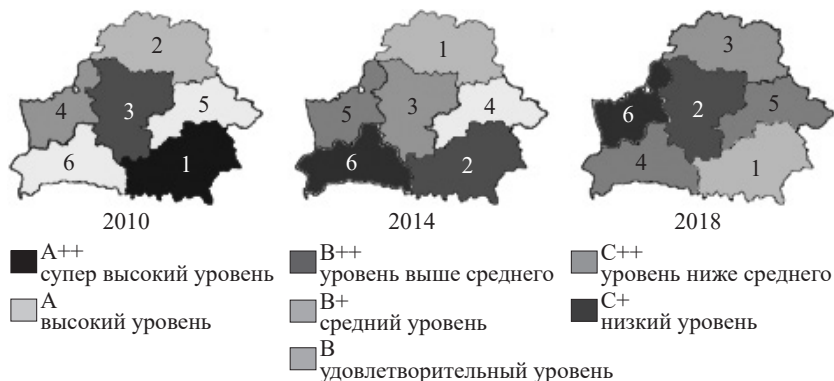 2
4
3
5
6
1
2010
1
5
3
4
6
2
2014
3
6
2
5
4
1
2018
A++
супер высокий уровень
A
высокий уровень
B++
уровень выше среднего
B+
средний уровень
B
удовлетворительный уровень
C++
уровень ниже среднего
C+
низкий уровень